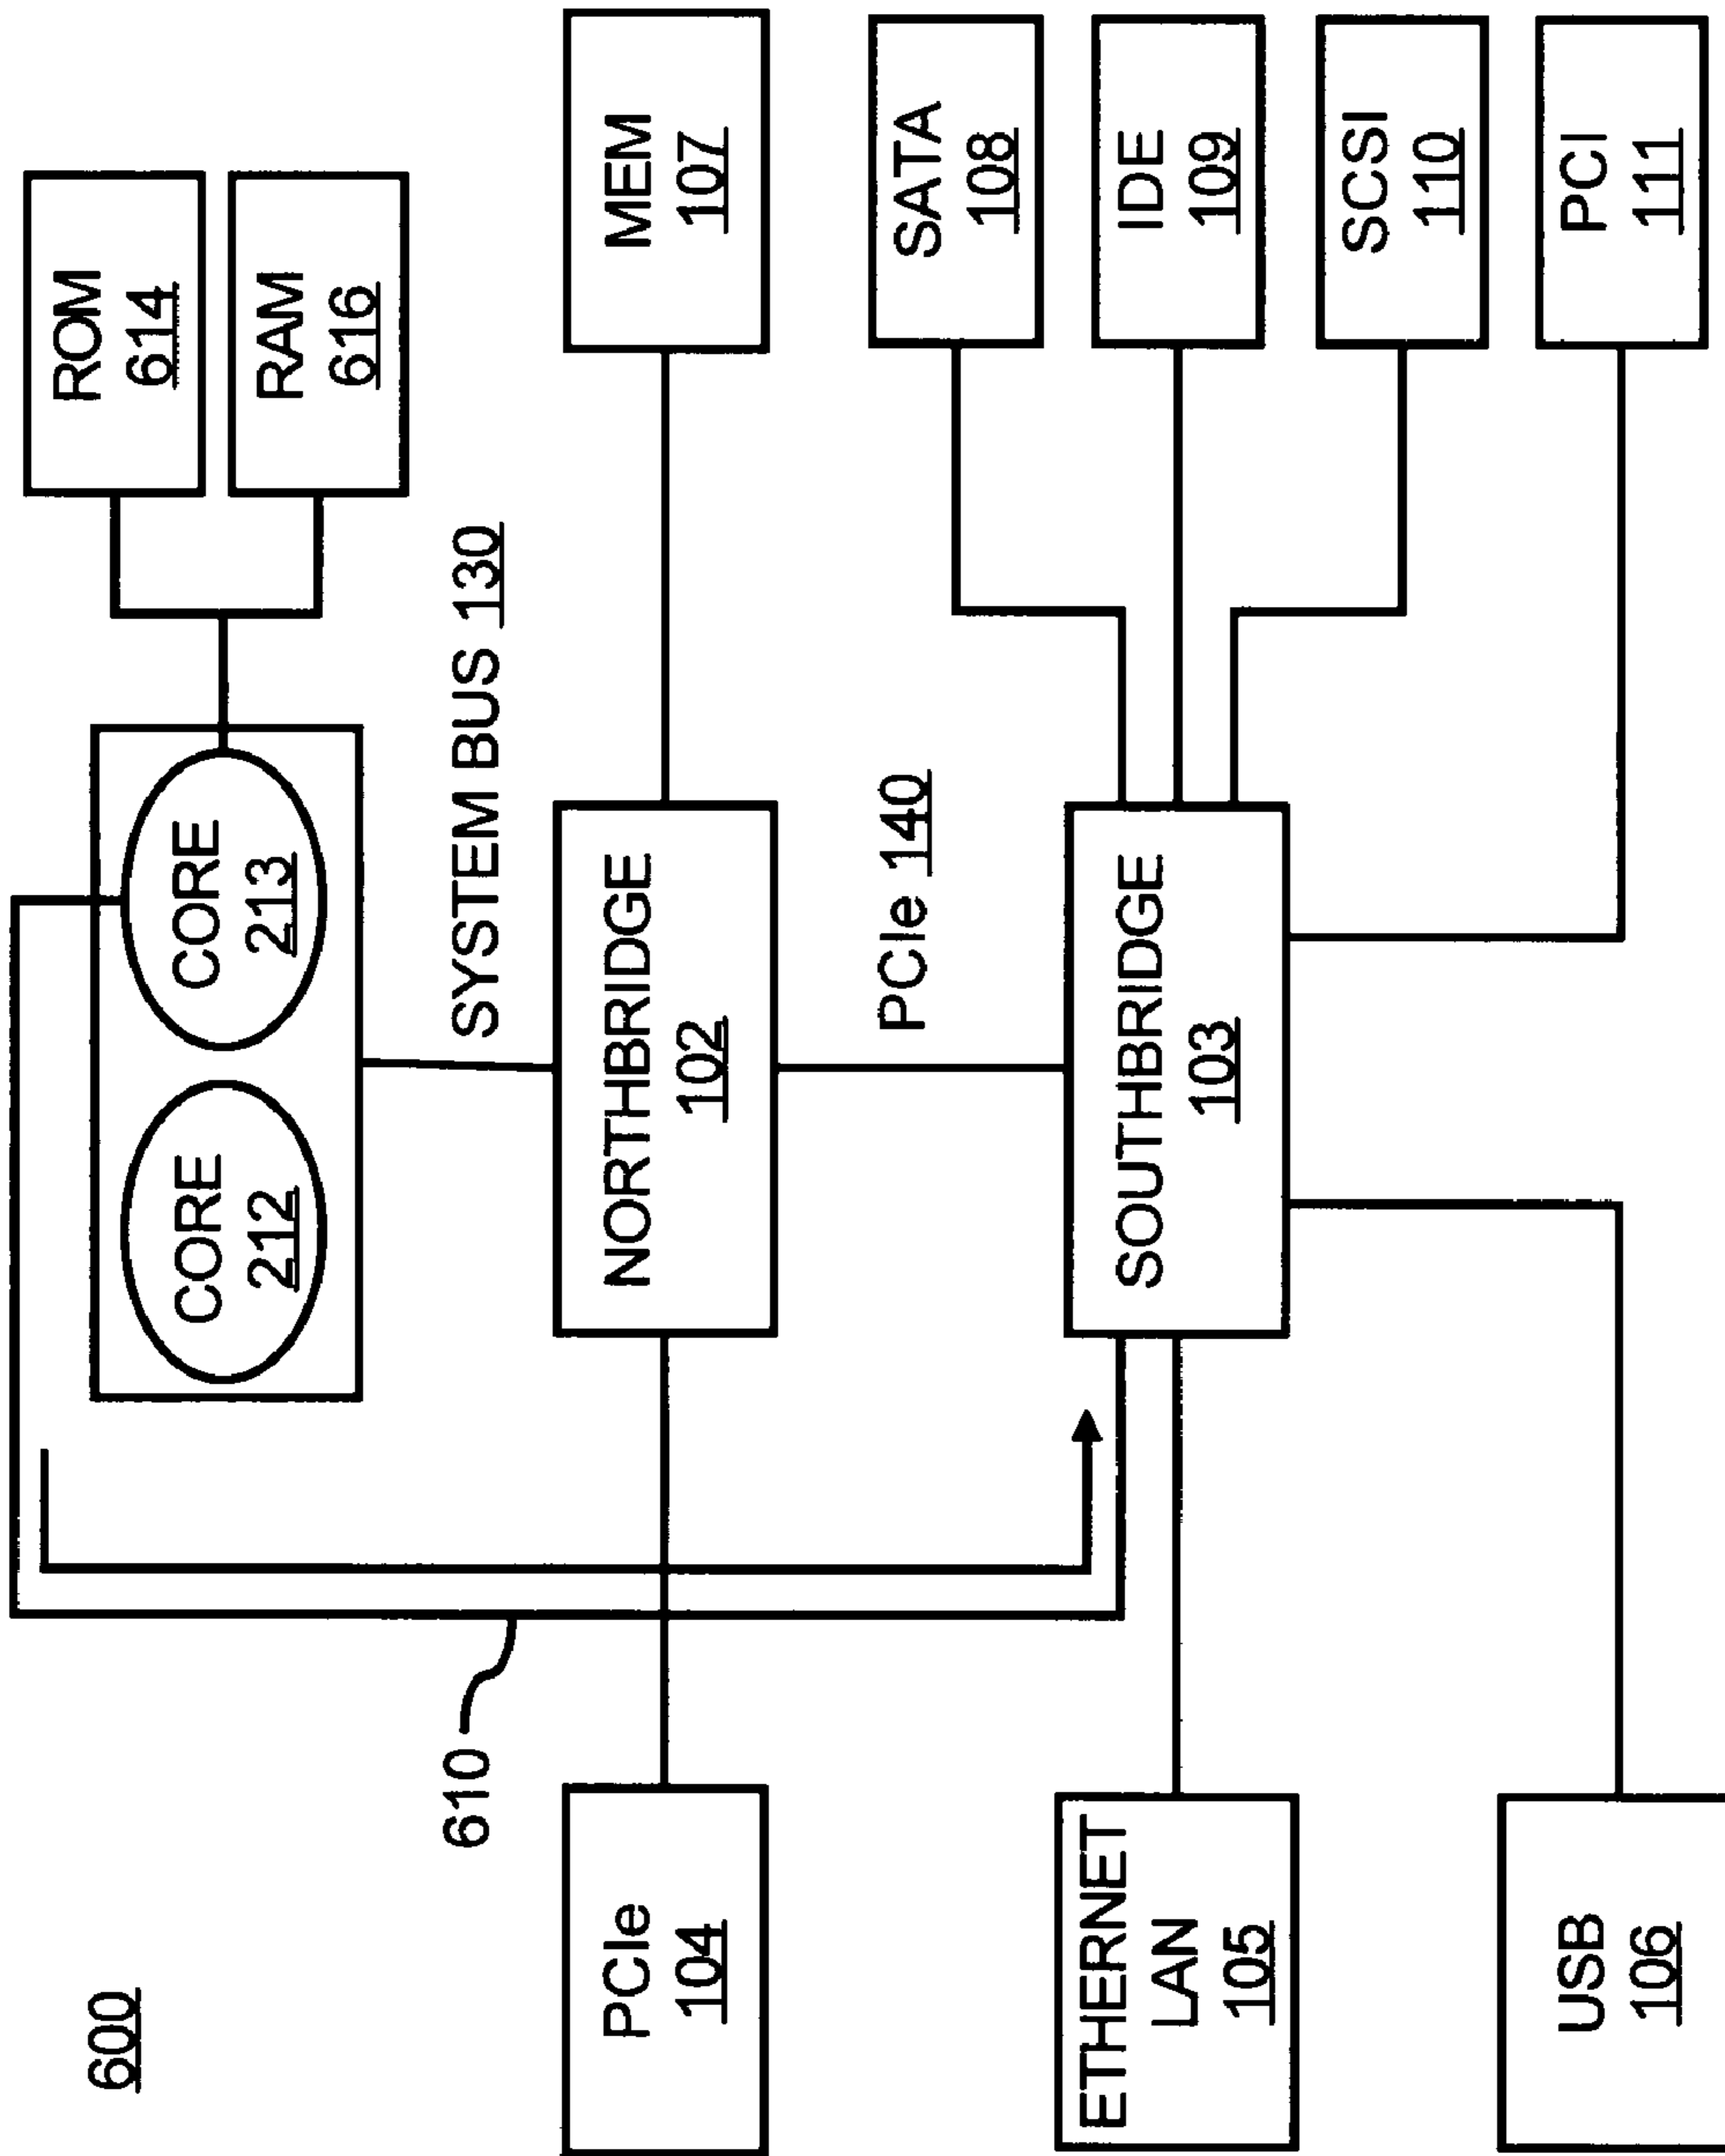 600
CORE
212
CORE
213
ROM
614
RAM
616
610
SYSTEM BUS 130
PCIe
104
NORTHBRIDGE
102
MEM
107
PCIe 140
ETHERNET
LAN
105
SOUTHBRIDGE
103
SATA
108
IDE
109
SCSI
110
PCI
111
USB
106